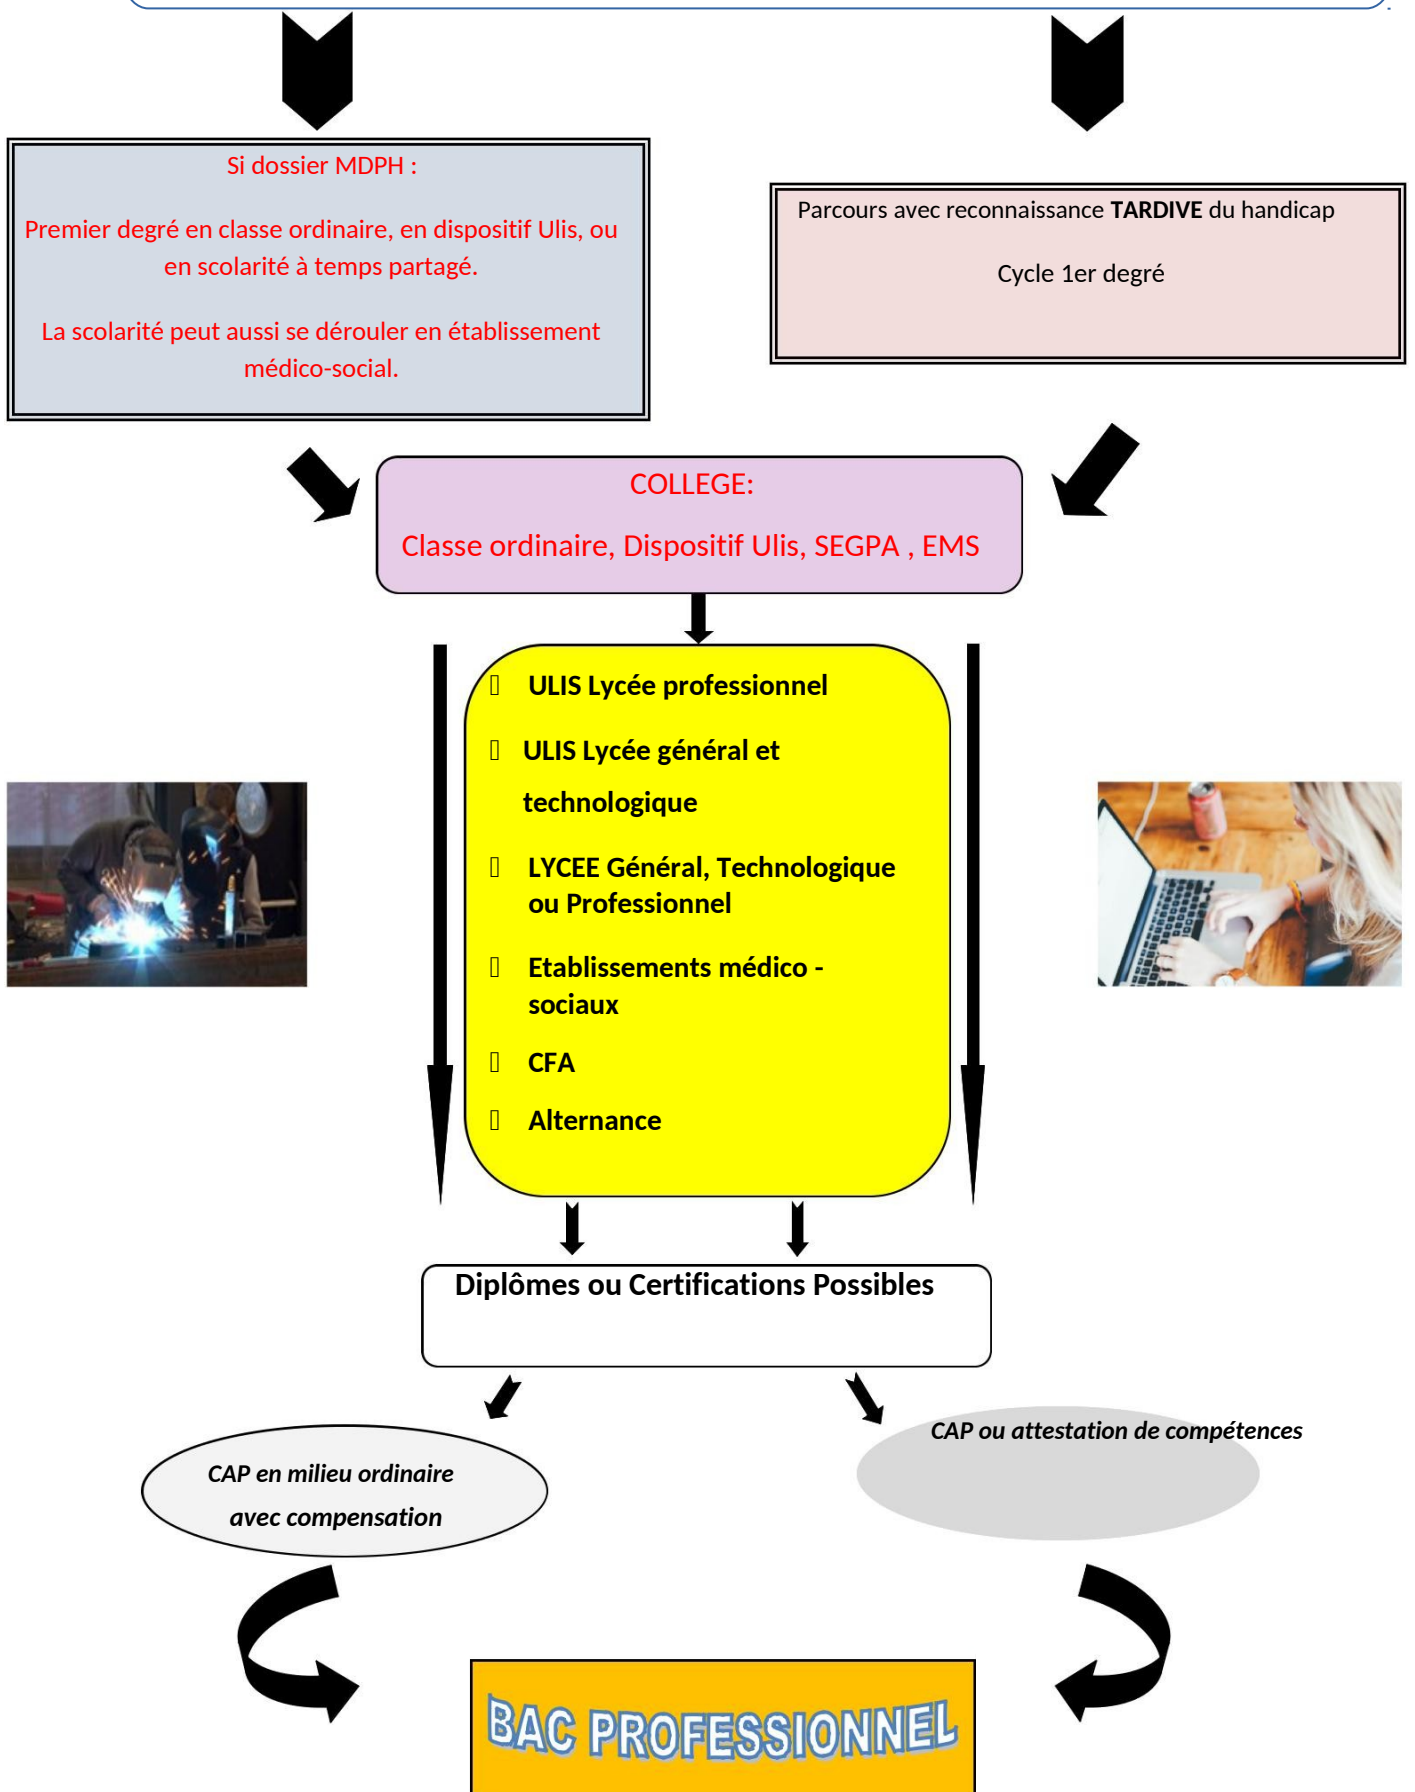 Si dossier MDPH :
Premier degré en classe ordinaire, en dispositif Ulis, ou
en scolarité à temps partagé.
La scolarité peut aussi se dérouler en établissement
médico-social.
Parcours avec reconnaissance TARDIVE du handicap
Cycle 1er degré
COLLEGE:
Classe ordinaire, Dispositif Ulis, SEGPA , EMS
ULIS Lycée professionnel
ULIS Lycée général et
technologique
LYCEE Général, Technologique
ou Professionnel
Etablissements médico -
sociaux
CFA
Alternance
Diplômes ou Certifications Possibles
CAP en milieu ordinaire
avec compensation
CAP ou attestation de compétences
BAC PROFESSIONNEL